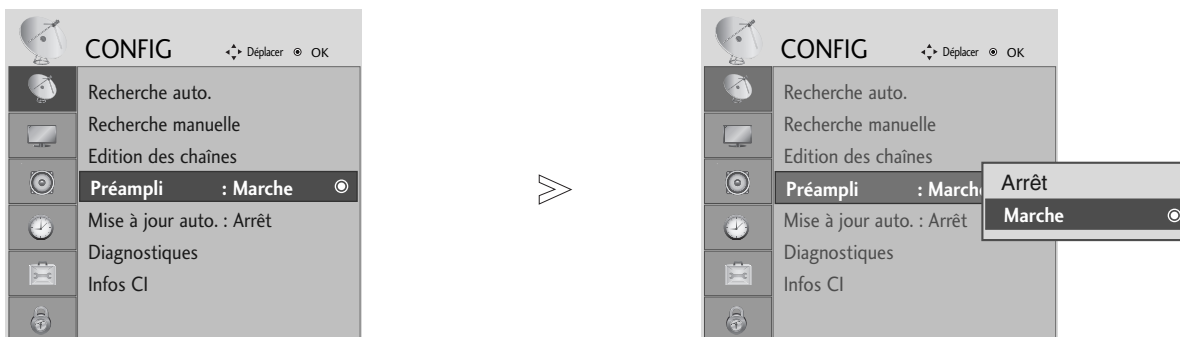 CONFIG
Déplacer OK
Recherche auto.
Recherche manuelle
Edition des chaînes
Préampli : Marche
Mise à jour auto. : Arrêt
Diagnostiques
Infos CI
CONFIG
Déplacer OK
Recherche auto.
Recherche manuelle
Edition des chaînes
Préampli : March
Arrêt
Marche
Mise à jour auto. : Arrêt
Diagnostiques
Infos CI